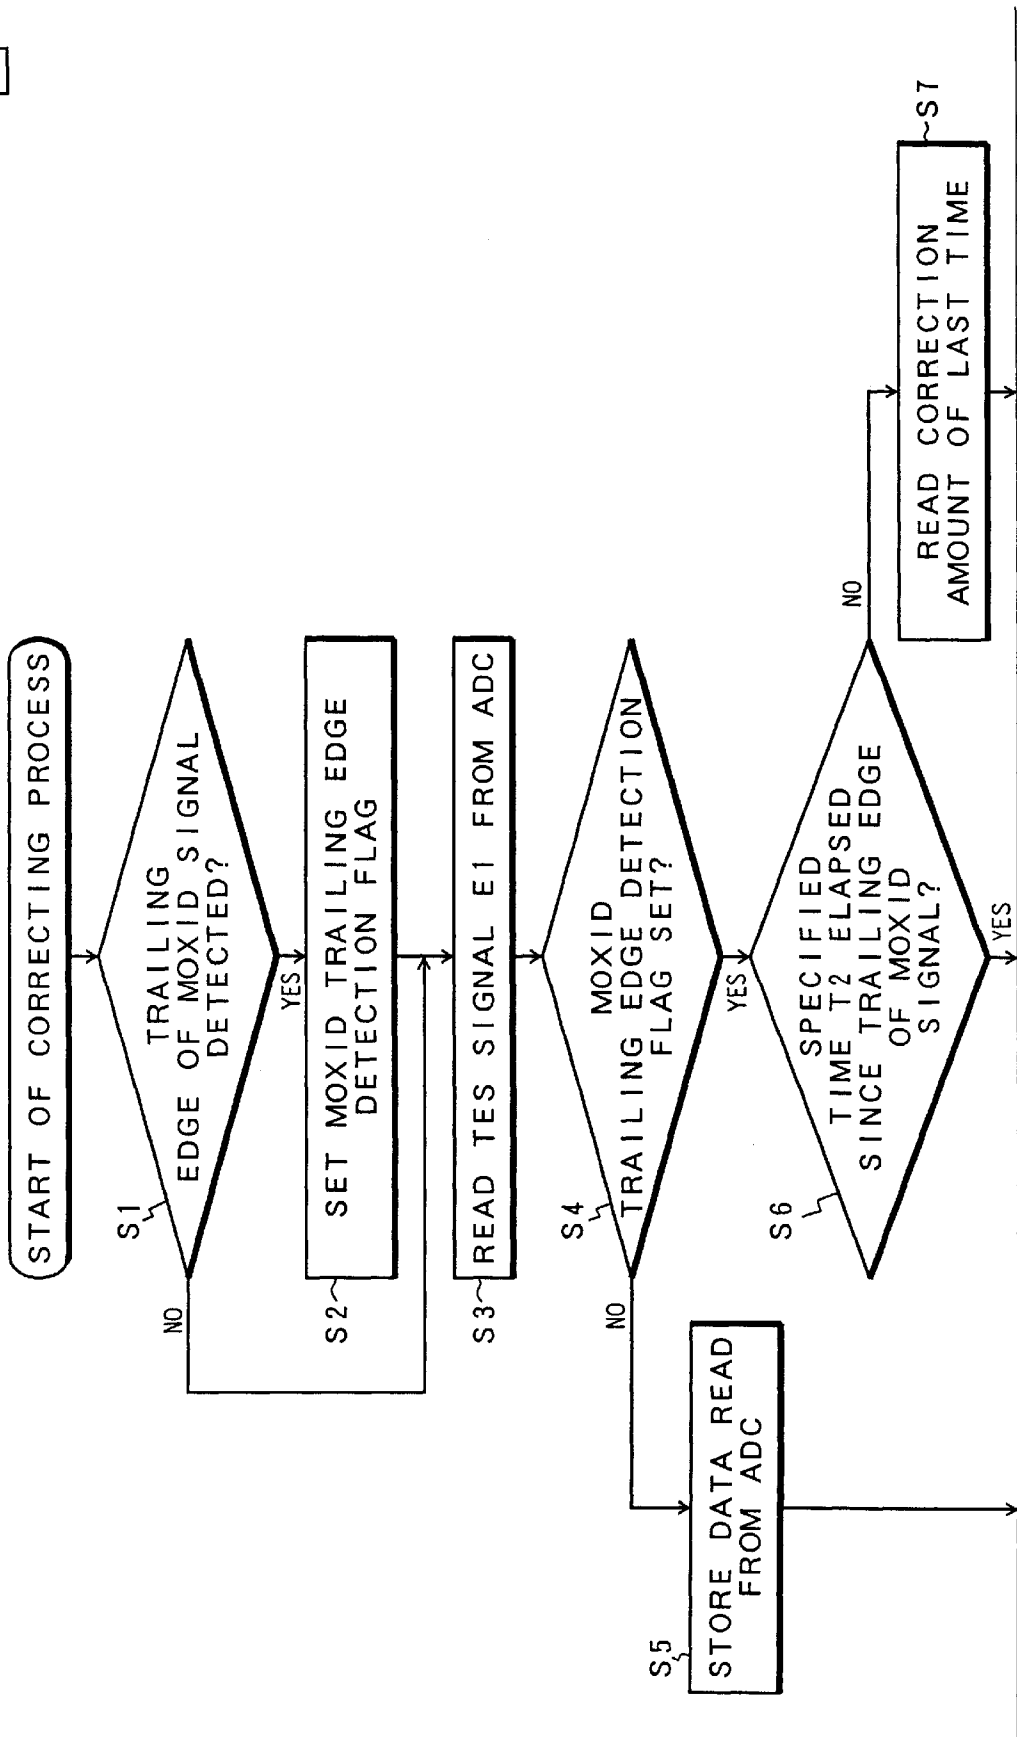 START OF CORRECTING PROCESS
S1
TRAILING
EDGE OF MOXID SIGNAL
DETECTED?
NO
YES
S2
SET MOXID TRAILING EDGE
DETECTION FLAG
S3
READ TES SIGNAL E1 FROM ADC
S4
MOXID
TRAILING EDGE DETECTION
FLAG SET?
NO
YES
S5
STORE DATA READ
FROM ADC
S6
SPECIFIED
TIME T2 ELAPSED
SINCE TRAILING EDGE
OF MOXID
SIGNAL?
NO
YES
S7
READ CORRECTION
AMOUNT OF LAST TIME